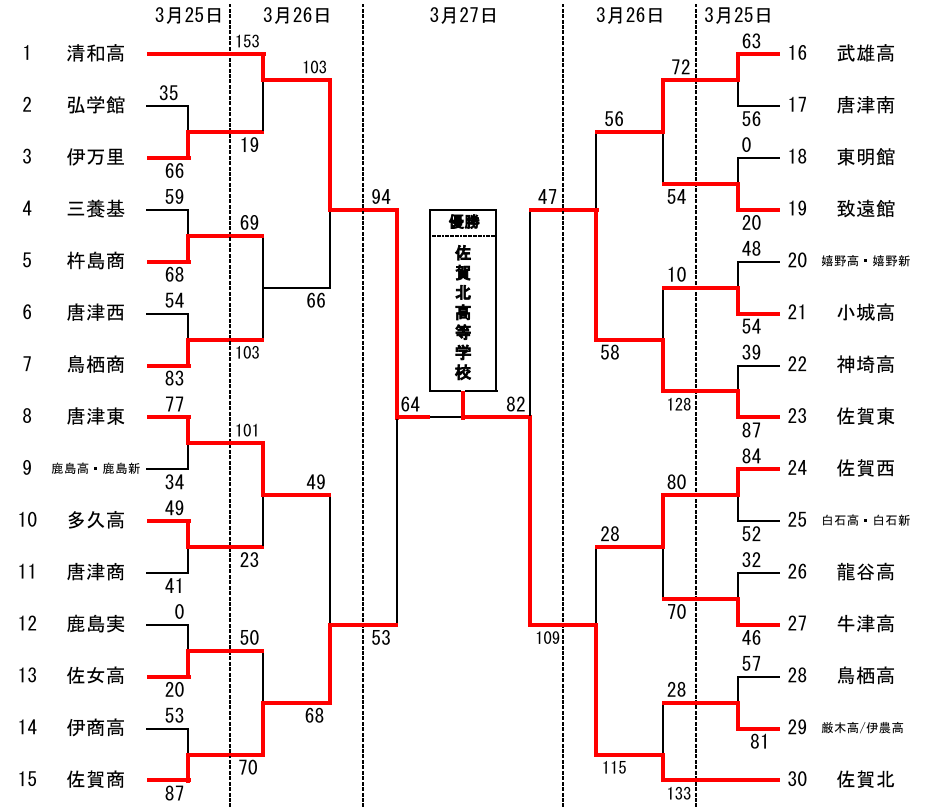 3月25日 3月26日 3月27日 3月26日 3月25日
1 清和高 153 103
2 弘学館 35
3 伊万里 66 19
4 三養基 59
5 杵島商 68 69
6 唐津西 54 66
7 鳥栖商 83 103
94
8 唐津東 77
9 鹿島高・鹿島新 34 101
10 多久高 49 49
11 唐津商 41 23
12 鹿島実 0
13 佐女高 20 50
14 伊商高 53 68
15 佐賀商 87 70
53
64 82
優勝
佐賀北高等学校
47
109
63 16 武雄高
72 56
56 17 唐津南
0 18 東明館
54 20 19 致遠館
48 20 嬉野高・嬉野新
10 54 21 小城高
58
39 22 神埼高
128 87 23 佐賀東
84 24 佐賀西
80 28
52 25 白石高・白石新
32 26 龍谷高
70 46 27 牛津高
57 28 鳥栖高
28 81 29 厳木高/伊農高
115
133 30 佐賀北